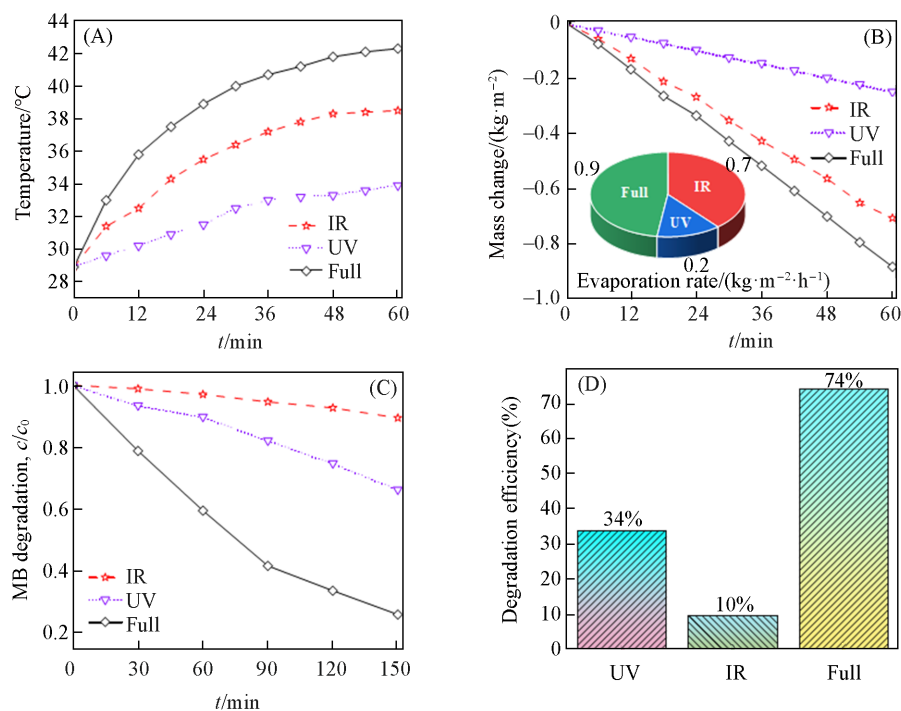 (A)
44
42
40
38
36
34
32
30
28
Temperature/°C
IR
UV
Full
0
12
24
36
48
60
t/min
(B)
0
−0.2
−0.4
−0.6
−0.8
−1.0
Mass change/(kg·m−2)
IR
UV
Full
0.9
0.7
0.2
Full
IR
UV
Evaporation rate/(kg·m−2·h−1)
0
12
24
36
48
60
t/min
(C)
1.0
0.8
0.6
0.4
0.2
MB degradation, c/c0
IR
UV
Full
0
30
60
90
120
150
t/min
(D)
70
60
50
40
30
20
10
0
Degradation efficiency(%)
34%
10%
74%
UV
IR
Full